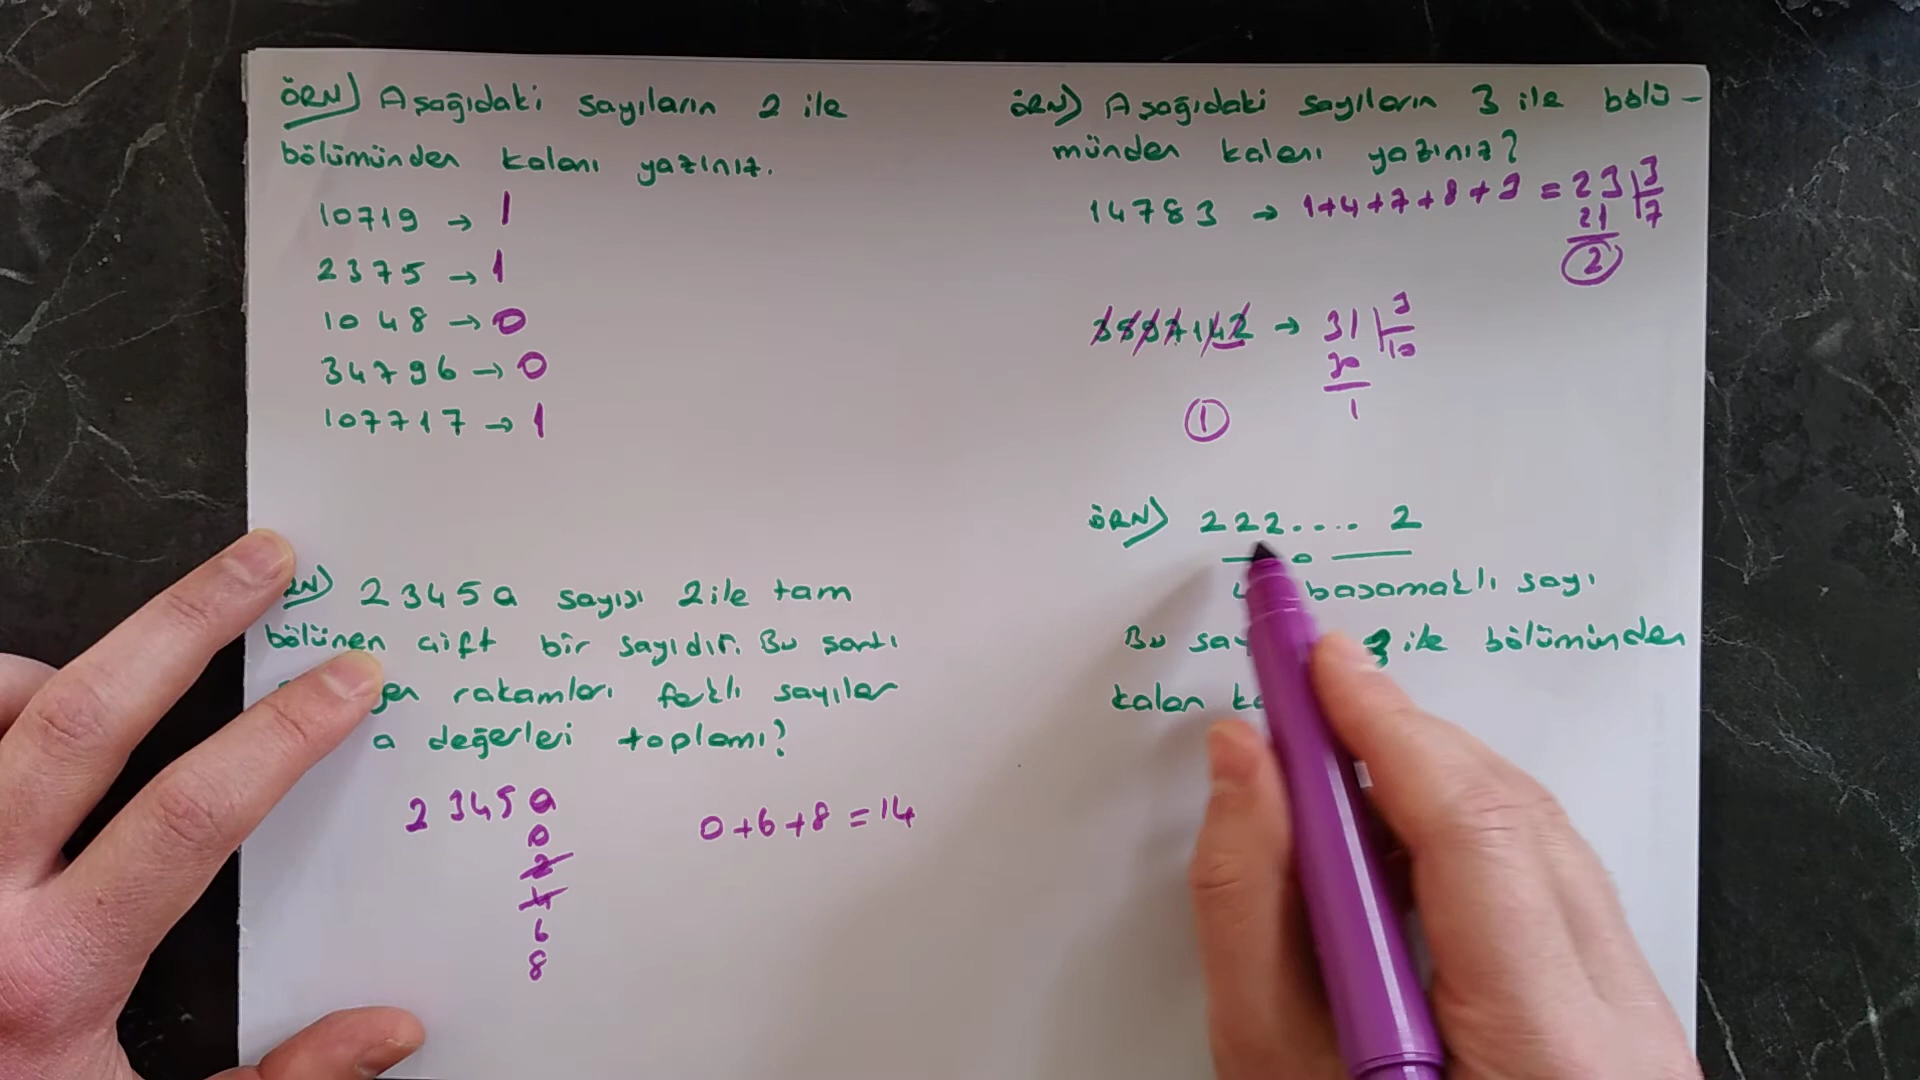 ÖRN) Aşağıdaki sayıların 2 ile
bölümünden kalanı yazınız.
10719 → 1
2375 → 1
1048 → 0
34796 → 0
107717 → 1
2345a sayısı 2 ile tam
bölünen çift bir sayıdır. Bu şartı
rakamları farklı sayılar
a değerleri toplamı?
2345a
0
2
4
6
8
0+6+8=14
ÖRN) Aşağıdaki sayıların 3 ile bölü-
münden kalanı yazınız?
14783 → 1+4+7+8+3 = 23 3
21 7
2
142 → 31 3
30 10
1
1
ÖRN) 222.... 2
basamaklı sayı
Bu 3 ile bölümünden
kalan